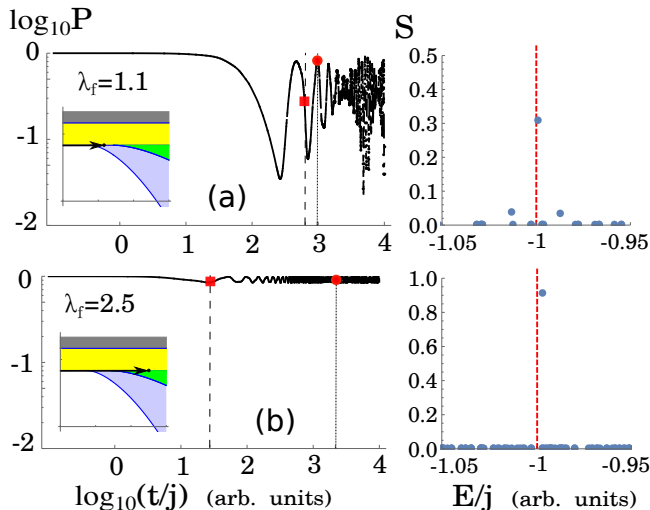 log₁₀P
S
0
λf=1.1
-1
(a)
-2
0 1 2 3 4
0.5
0.4
0.3
0.2
0.1
0.0
-1.05 -1 -0.95
0
λf=2.5
-1
(b)
-2
0 1 2 3 4
1.0
0.8
0.6
0.4
0.2
0.0
-1.05 -1 -0.95
log₁₀(t/j) (arb. units)
E/j (arb. units)